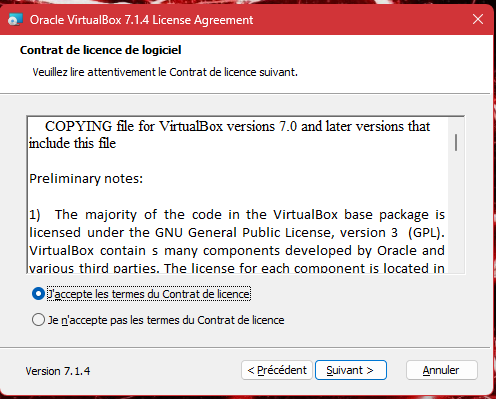 Oracle VirtualBox 7.1.4 License Agreement
Contrat de licence de logiciel
Veuillez lire attentivement le Contrat de licence suivant.
COPYING file for VirtualBox versions 7.0 and later versions that
include this file
Preliminary notes:
1) The majority of the code in the VirtualBox base package is
licensed under the GNU General Public License, version 3 (GPL).
VirtualBox contain s many components developed by Oracle and
various third parties. The license for each component is located in
J'accepte les termes du Contrat de licence
Je n'accepte pas les termes du Contrat de licence
Version 7.1.4
< Précédent
Suivant >
Annuler